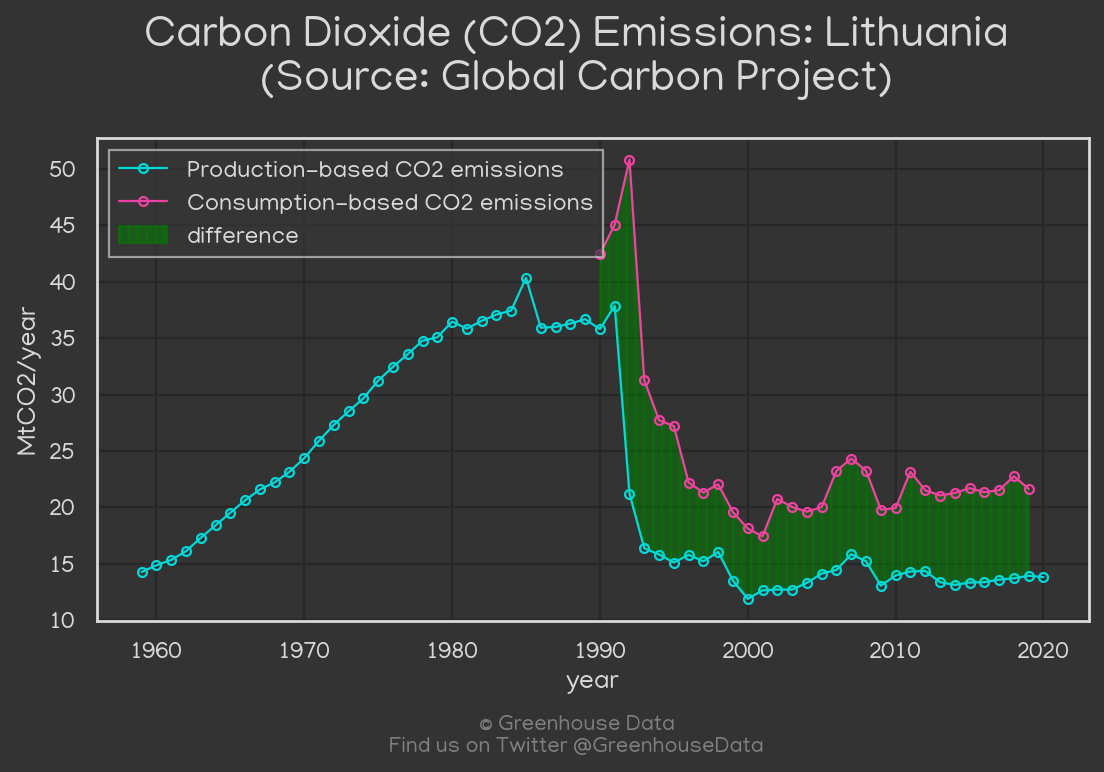 Carbon Dioxide (CO2) Emissions: Lithuania
(Source: Global Carbon Project)
Production-based CO2 emissions
Consumption-based CO2 emissions
difference
MtCO2/year
50
45
40
35
30
25
20
15
10
1960 1970 1980 1990 2000 2010 2020
year
© Greenhouse Data
Find us on Twitter @GreenhouseData